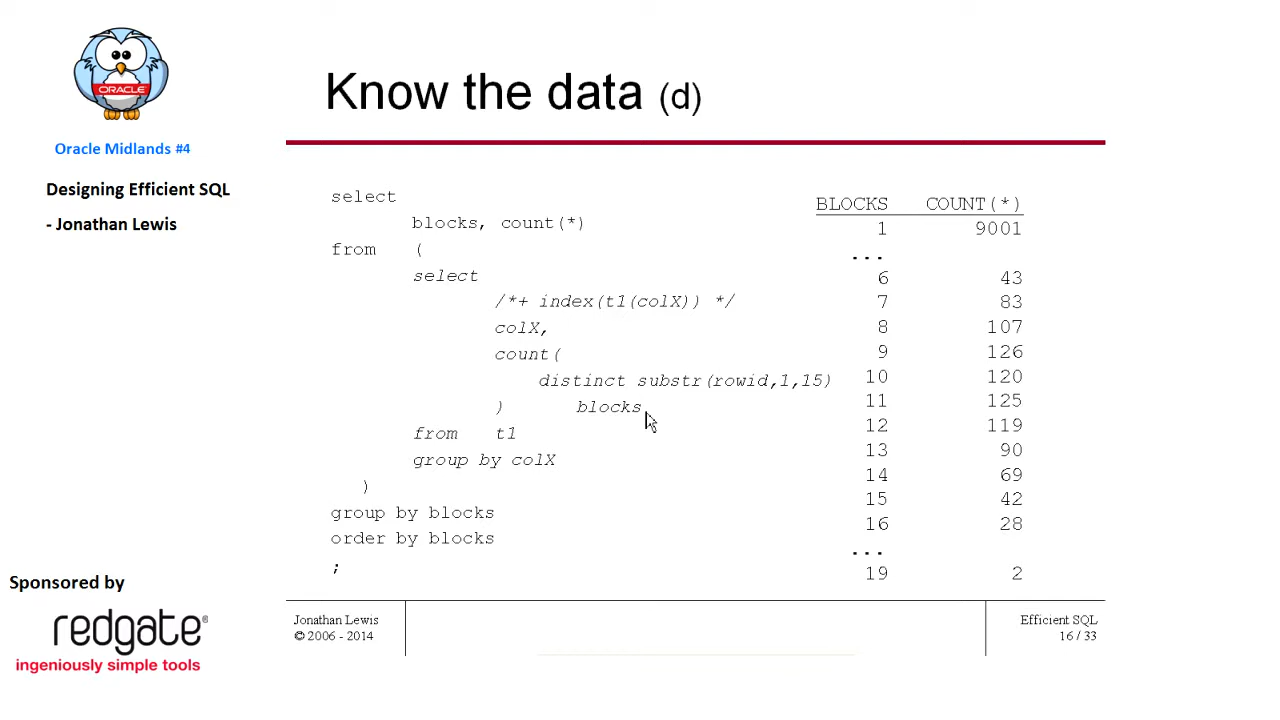 ORACLE
Oracle Midlands #4
Designing Efficient SQL
- Jonathan Lewis
Know the data (d)
select
blocks, count(*)
from (
select
/*+ index(t1(colX)) */
colX,
count(
distinct substr(rowid,1,15)
) blocks
from t1
group by colX
)
group by blocks
order by blocks
;
BLOCKS COUNT(*)
1 9001
...
6 43
7 83
8 107
9 126
10 120
11 125
12 119
13 90
14 69
15 42
16 28
...
19 2
Sponsored by
redgate®
ingeniously simple tools
Jonathan Lewis
© 2006 - 2014
Efficient SQL
16 / 33